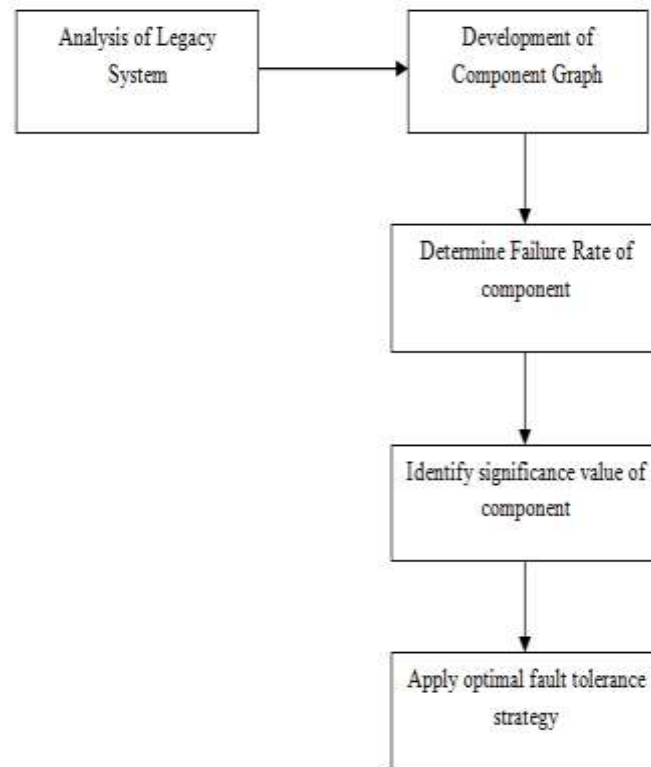 Analysis of Legacy
System
Development of
Component Graph
Determine Failure Rate of
component
Identify significance value of
component
Apply optimal fault tolerance
strategy